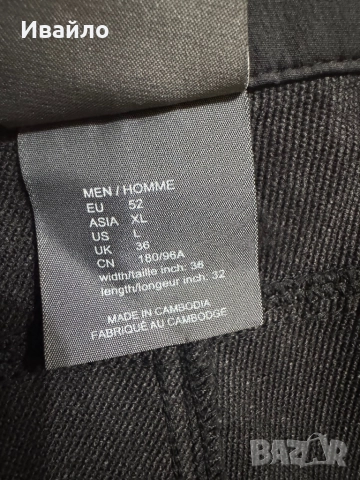 Ивайло
MEN / HOMME
EU 52
ASIA XL
US L
UK 36
CN 180/96A
width/taille inch: 36
length/longeur inch: 32
MADE IN CAMBODIA
FABRIQUÉ AU CAMBODGE
BAZAR